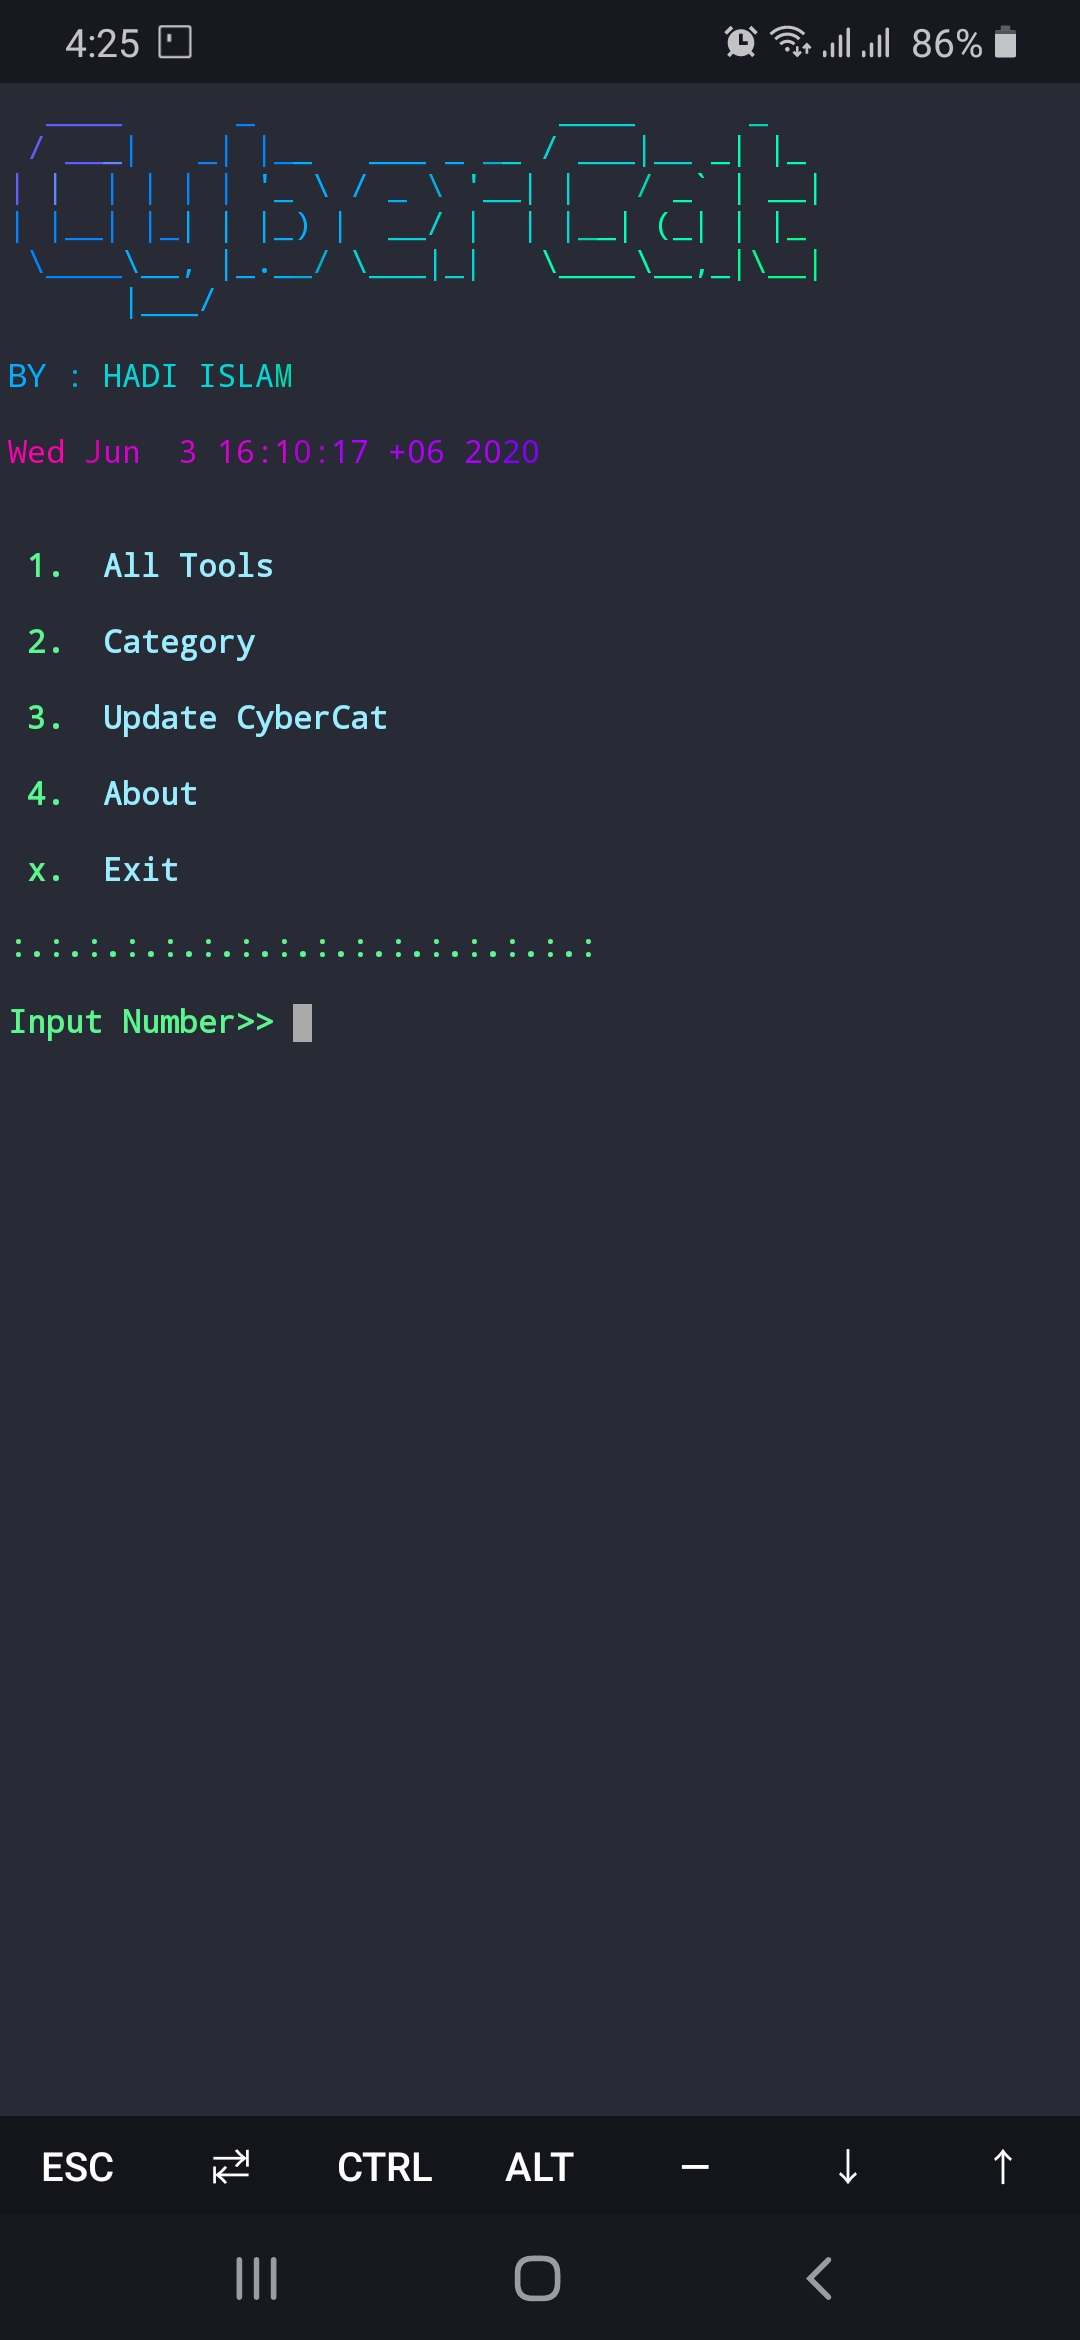 4:25 86%
CyberCat
BY : HADI ISLAM
Wed Jun  3 16:10:17 +06 2020
1.  All Tools
2.  Category
3.  Update CyberCat
4.  About
x.  Exit
:.:.:.:.:.:.:.:.:.:.:.:.:.:.:.:
Input Number>>
ESC CTRL ALT − ↓ ↑